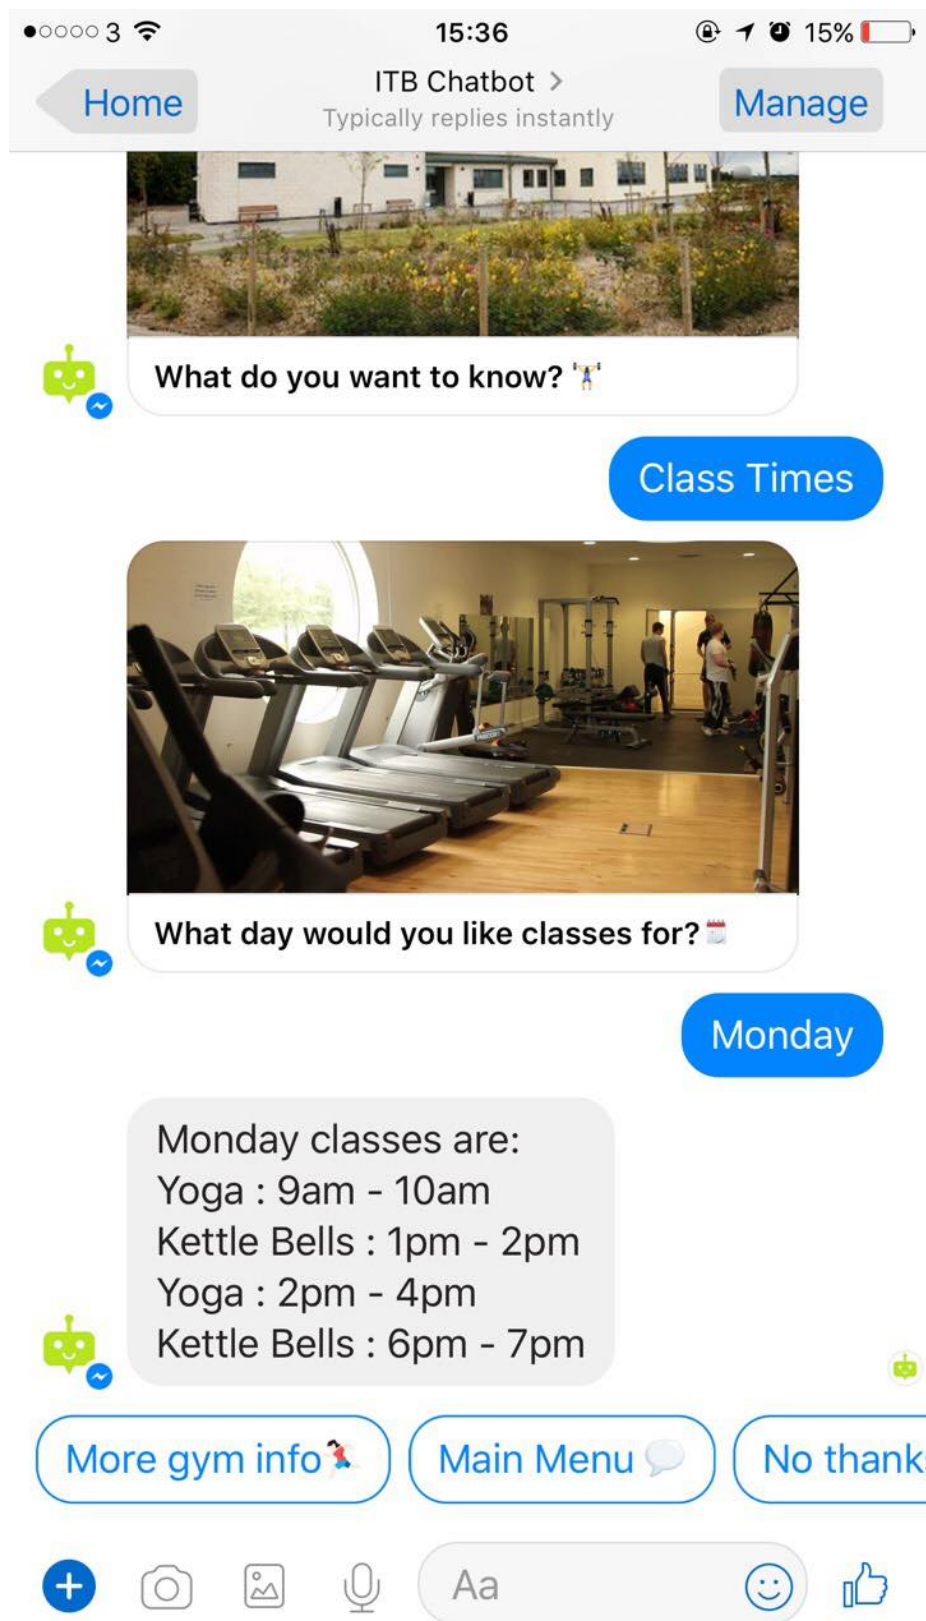 3 15:36 15%
Home ITB Chatbot > Manage
Typically replies instantly
What do you want to know? 🏋️
Class Times
What day would you like classes for? 🗓
Monday
Monday classes are:
Yoga : 9am - 10am
Kettle Bells : 1pm - 2pm
Yoga : 2pm - 4pm
Kettle Bells : 6pm - 7pm
More gym info🏃 Main Menu 💬 No thanks
Aa